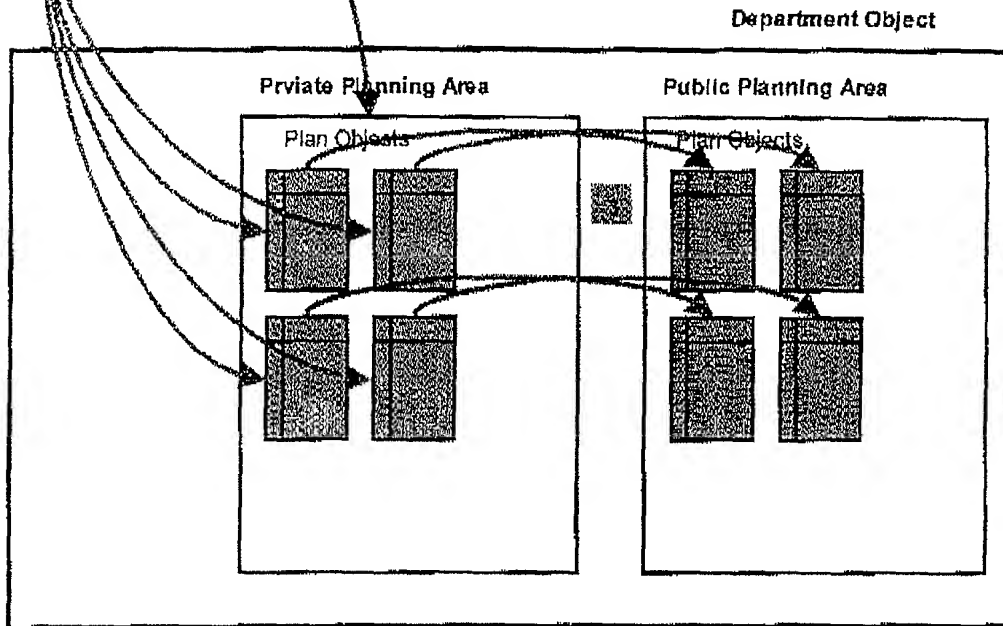 Department Object
Prviate Planning Area
Public Planning Area
Plan Objects
Plan Objects